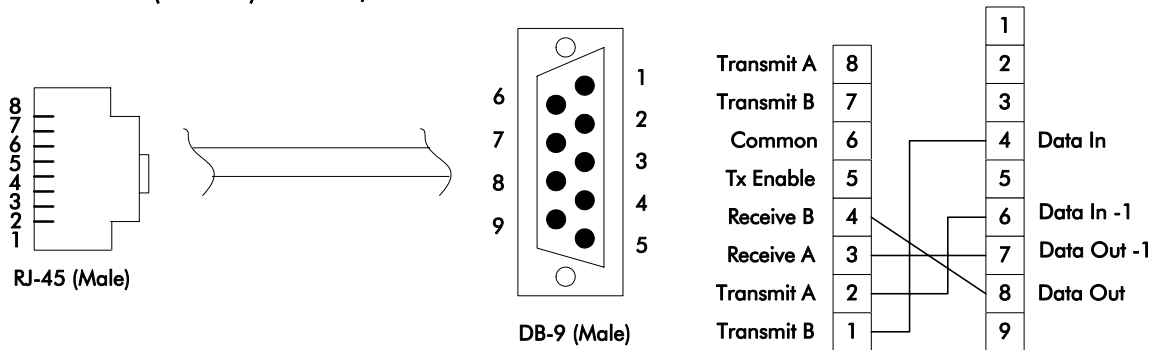 8
7
6
5
4
3
2
1
RJ-45 (Male)
6
7
8
9
1
2
3
4
5
DB-9 (Male)
Transmit A 8
Transmit B 7
Common 6
Tx Enable 5
Receive B 4
Receive A 3
Transmit A 2
Transmit B 1
1
2
3
4 Data In
5
6 Data In -1
7 Data Out -1
8 Data Out
9